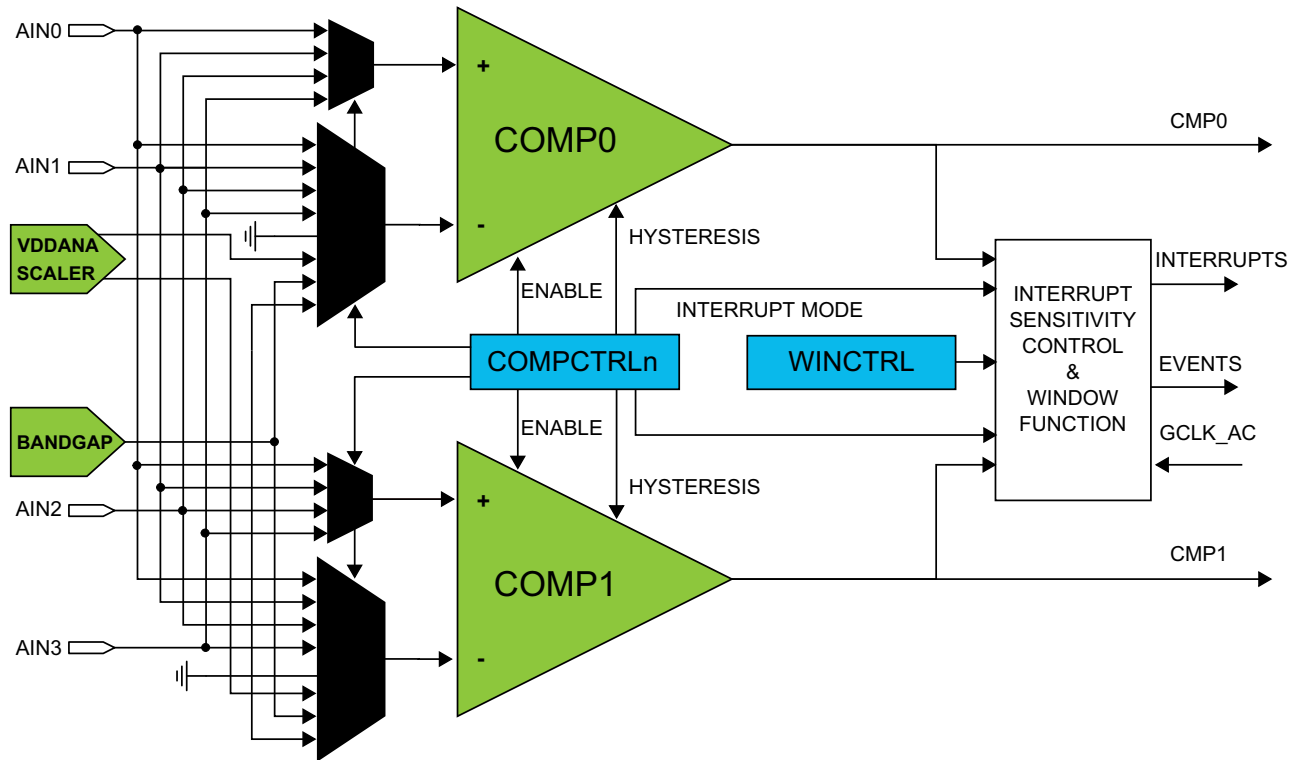 AIN0
+
COMP0
-
CMP0
AIN1
VDDANA
SCALER
HYSTERESIS
ENABLE
INTERRUPT MODE
COMPCTRLn
WINCTRL
INTERRUPT
SENSITIVITY
CONTROL
&
WINDOW
FUNCTION
INTERRUPTS
EVENTS
GCLK_AC
BANDGAP
ENABLE
HYSTERESIS
AIN2
+
COMP1
-
CMP1
AIN3